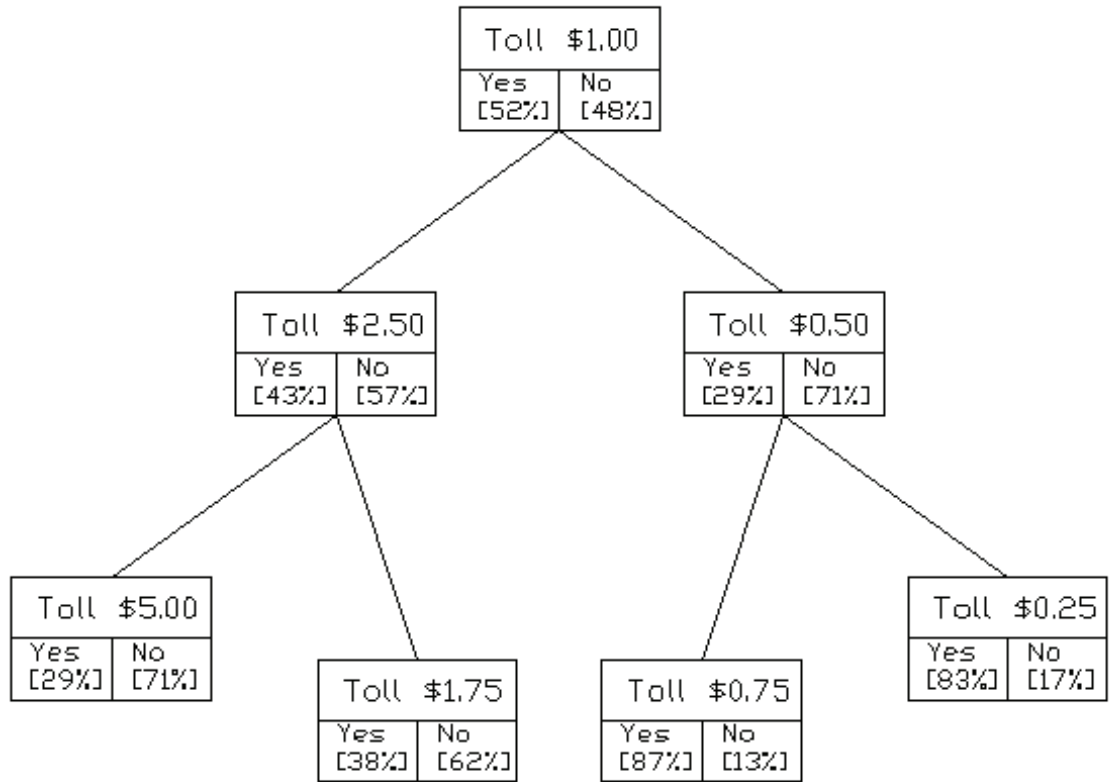 Toll $1.00
Yes No
[52%] [48%]
Toll $2.50
Yes No
[43%] [57%]
Toll $0.50
Yes No
[29%] [71%]
Toll $5.00
Yes No
[29%] [71%]
Toll $1.75
Yes No
[38%] [62%]
Toll $0.75
Yes No
[87%] [13%]
Toll $0.25
Yes No
[83%] [17%]